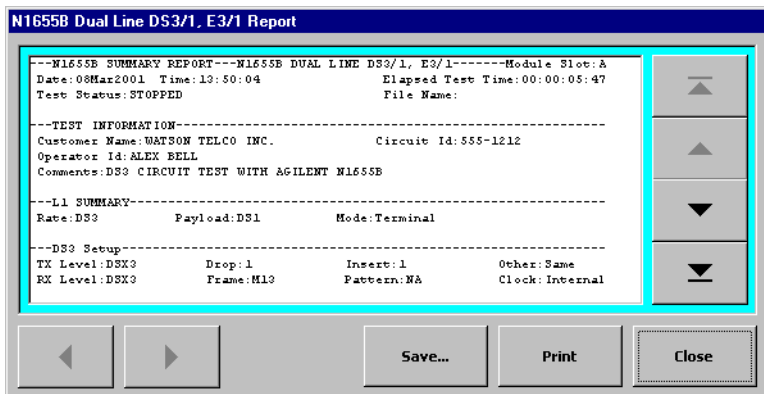 N1655B Dual Line DS3/1, E3/1 Report
---N1655B SUMMARY REPORT---N1655B DUAL LINE DS3/1, E3/1-------Module Slot:A
Date:08Mar2001 Time:13:50:04 Elapsed Test Time:00:00:05:47
Test Status:STOPPED File Name:
---TEST INFORMATION------------------------------------------------------
Customer Name:WATSON TELCO INC. Circuit Id:555-1212
Operator Id:ALEX BELL
Comments:DS3 CIRCUIT TEST WITH AGILENT N1655B
---L1 SUMMARY------------------------------------------------------------
Rate:DS3 Payload:DS1 Mode:Terminal
---DS3 Setup-------------------------------------------------------------
TX Level:DSX3 Drop:1 Insert:1 Other:Same
RX Level:DSX3 Frame:M13 Pattern:NA Clock:Internal
Save... Print Close